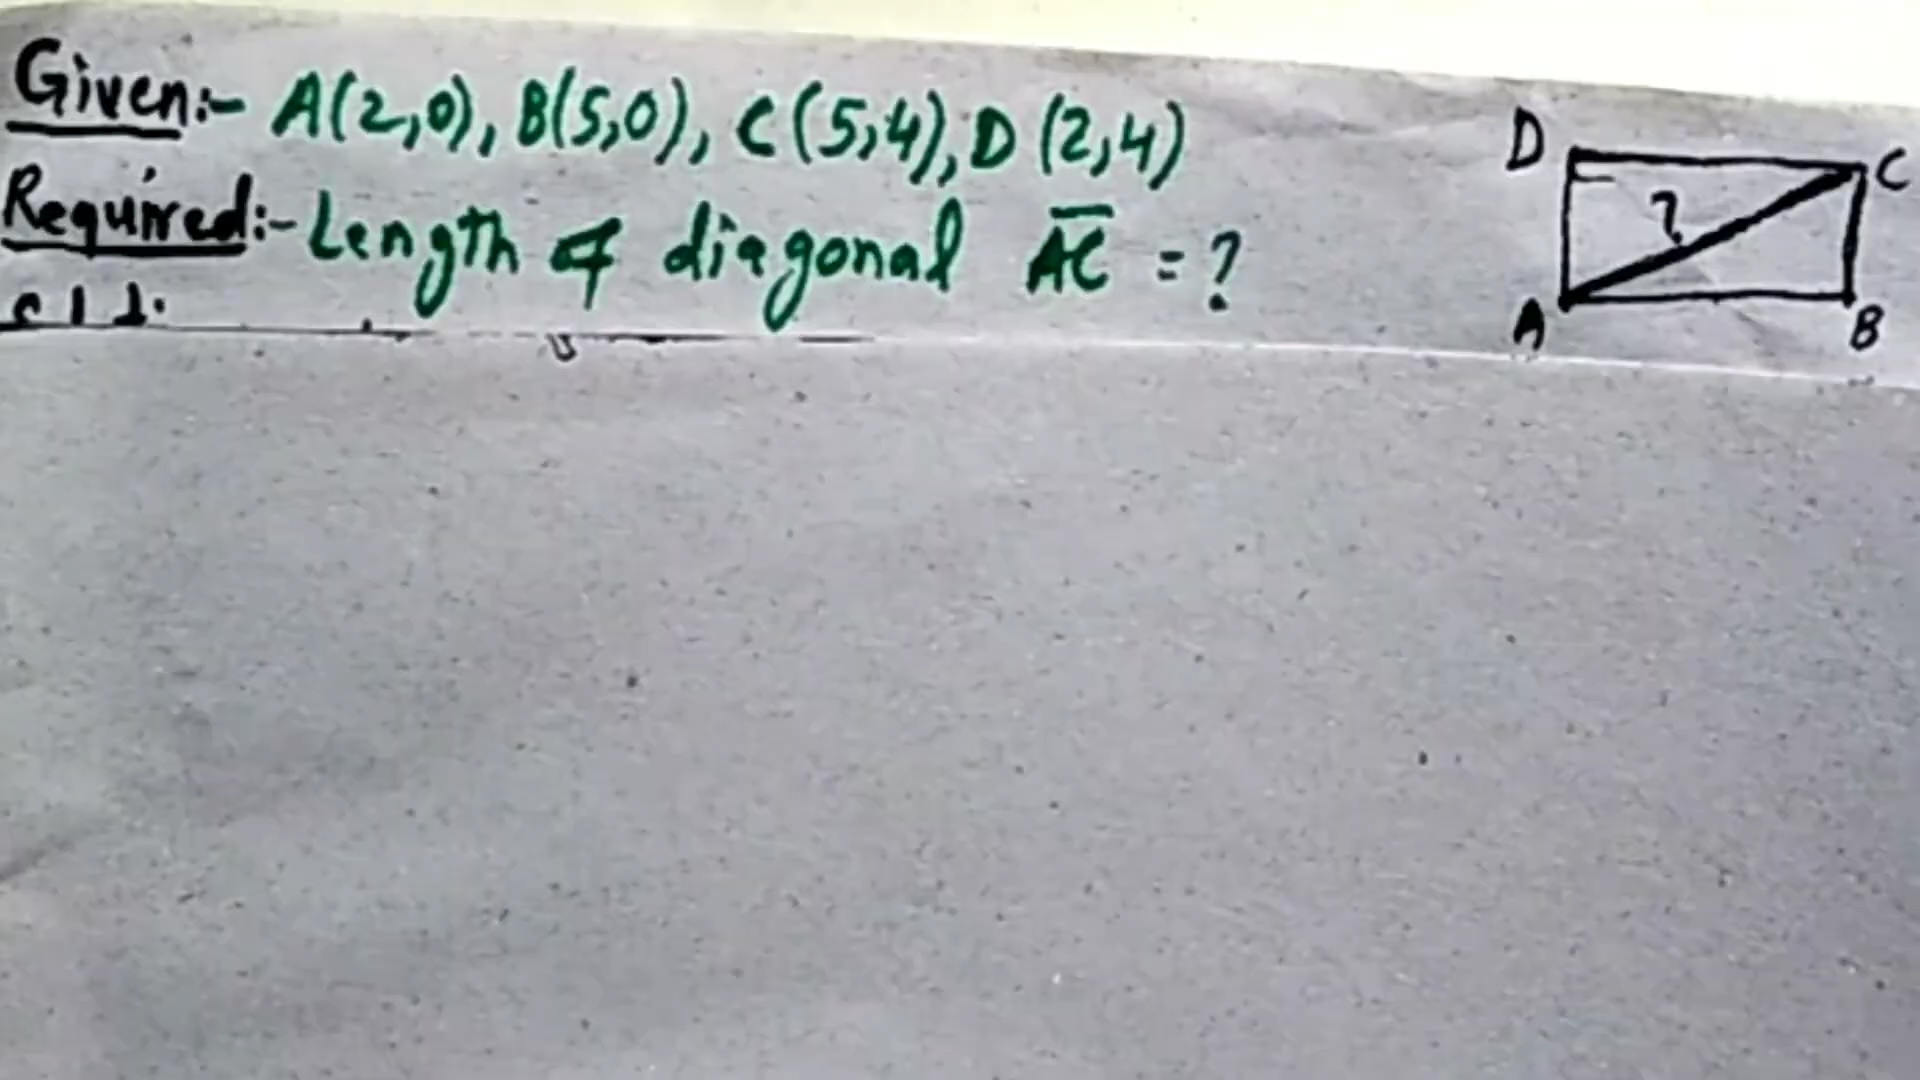 Given:- A(2,0), B(5,0), C(5,4), D(2,4)
Required:- Length of diagonal AC = ?
D C
?
A B